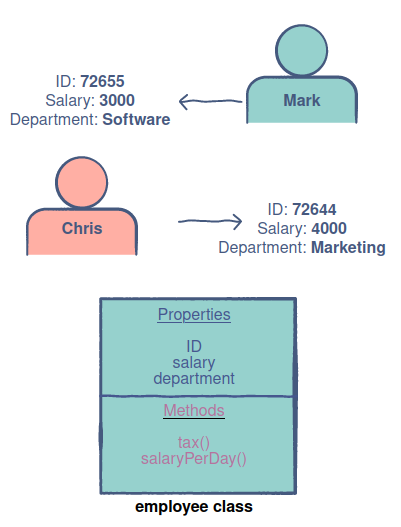 ID: 72655
Salary: 3000
Department: Software
Mark
Chris
ID: 72644
Salary: 4000
Department: Marketing
Properties
ID
salary
department
Methods
tax()
salaryPerDay()
employee class